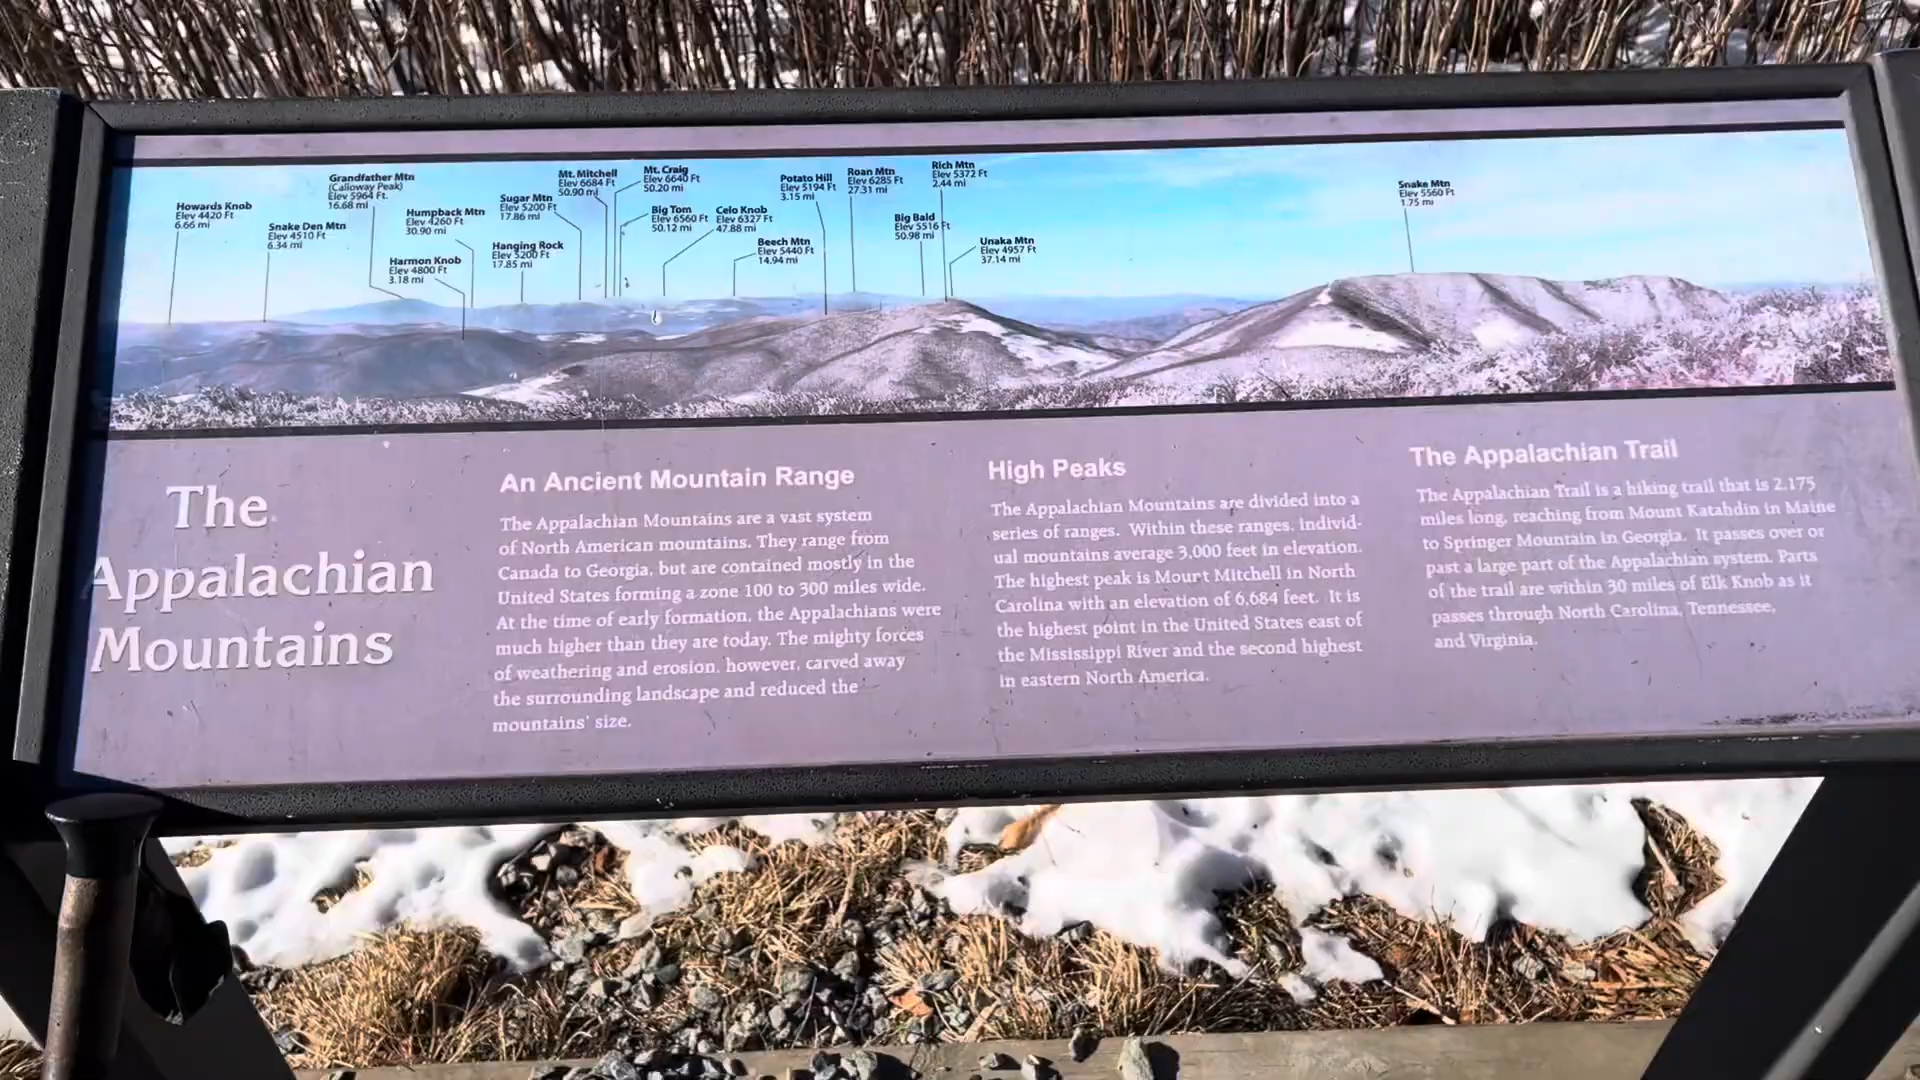 Howards Knob
Elev 4420 Ft
6.66 mi
Snake Den Mtn
Elev 4510 Ft
6.34 mi
Grandfather Mtn
(Calloway Peak)
Elev 5964 Ft.
16.68 mi
Harmon Knob
Elev 4800 Ft
3.18 mi
Humpback Mtn
Elev 4260 Ft
30.90 mi
Hanging Rock
Elev 5200 Ft
17.85 mi
Sugar Mtn
Elev 5200 Ft
17.86 mi
Mt. Mitchell
Elev 6684 Ft
50.90 mi
Mt. Craig
Elev 6640 Ft
50.20 mi
Big Tom
Elev 6560 Ft
50.12 mi
Celo Knob
Elev 6327 Ft
47.88 mi
Beech Mtn
Elev 5440 Ft
14.94 mi
Potato Hill
Elev 5194 Ft
3.15 mi
Roan Mtn
Elev 6285 Ft
27.31 mi
Big Bald
Elev 5516 Ft
50.98 mi
Rich Mtn
Elev 5372 Ft
2.44 mi
Unaka Mtn
Elev 4957 Ft
37.14 mi
Snake Mtn
Elev 5560 Ft
1.75 mi
The
Appalachian
Mountains
An Ancient Mountain Range
The Appalachian Mountains are a vast system
of North American mountains. They range from
Canada to Georgia, but are contained mostly in the
United States forming a zone 100 to 300 miles wide.
At the time of early formation, the Appalachians were
much higher than they are today. The mighty forces
of weathering and erosion, however, carved away
the surrounding landscape and reduced the
mountains' size.
High Peaks
The Appalachian Mountains are divided into a
series of ranges. Within these ranges, individ-
ual mountains average 3,000 feet in elevation.
The highest peak is Mount Mitchell in North
Carolina with an elevation of 6,684 feet. It is
the highest point in the United States east of
the Mississippi River and the second highest
in eastern North America.
The Appalachian Trail
The Appalachian Trail is a hiking trail that is 2,175
miles long, reaching from Mount Katahdin in Maine
to Springer Mountain in Georgia. It passes over or
past a large part of the Appalachian system. Parts
of the trail are within 30 miles of Elk Knob as it
passes through North Carolina, Tennessee,
and Virginia.